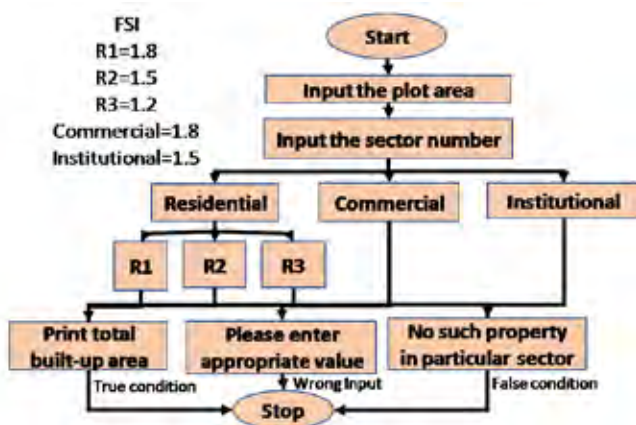 FSI
R1=1.8
R2=1.5
R3=1.2
Commercial=1.8
Institutional=1.5
Start
Input the plot area
Input the sector number
Residential
Commercial
Institutional
R1
R2
R3
Print total
built-up area
Please enter
appropriate value
No such property
in particular sector
True condition
Wrong Input
False condition
Stop